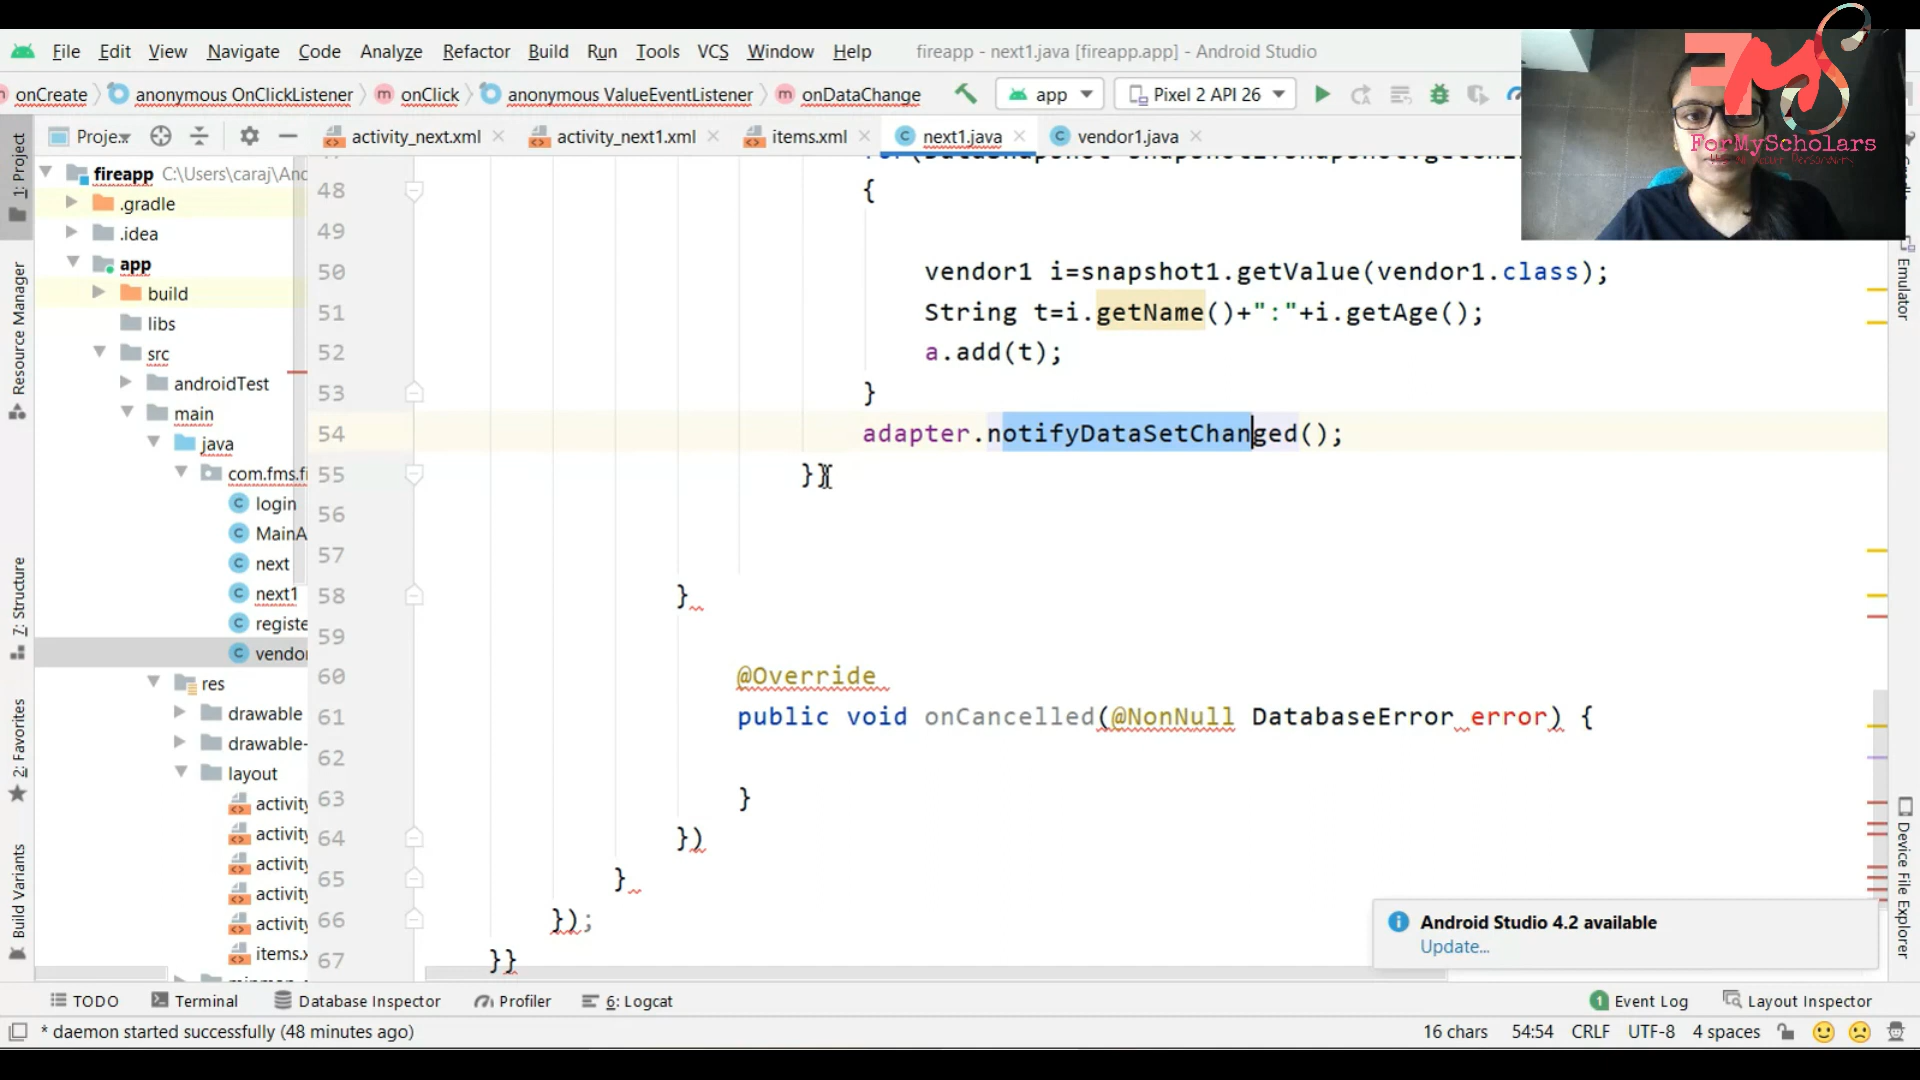 File Edit View Navigate Code Analyze Refactor Build Run Tools VCS Window Help fireapp - next1.java [fireapp.app] - Android Studio
onCreate anonymous OnClickListener onClick anonymous ValueEventListener onDataChange app Pixel 2 API 26
FMS
ForMyScholars
Proje activity_next.xml activity_next1.xml items.xml next1.java vendor1.java
1: Project
Resource Manager
7: Structure
2: Favorites
Build Variants
fireapp C:\Users\caraj\Anc
.gradle
.idea
app
build
libs
src
androidTest
main
java
com.fms.fi
login
MainA
next
next1
registe
vendor
res
drawable
drawable-
layout
activity
activity
activity
activity
activity
items.x
48 {
49
50 vendor1 i=snapshot1.getValue(vendor1.class);
51 String t=i.getName()+":"+i.getAge();
52 a.add(t);
53 }
54 adapter.notifyDataSetChanged();
55 }
56
57
58 }
59
60 @Override
61 public void onCancelled(@NonNull DatabaseError error) {
62
63 }
64 })
65 }
66 });
67 }}
Emulator
Device File Explorer
Android Studio 4.2 available
Update...
TODO Terminal Database Inspector Profiler 6: Logcat Event Log Layout Inspector
* daemon started successfully (48 minutes ago) 16 chars 54:54 CRLF UTF-8 4 spaces